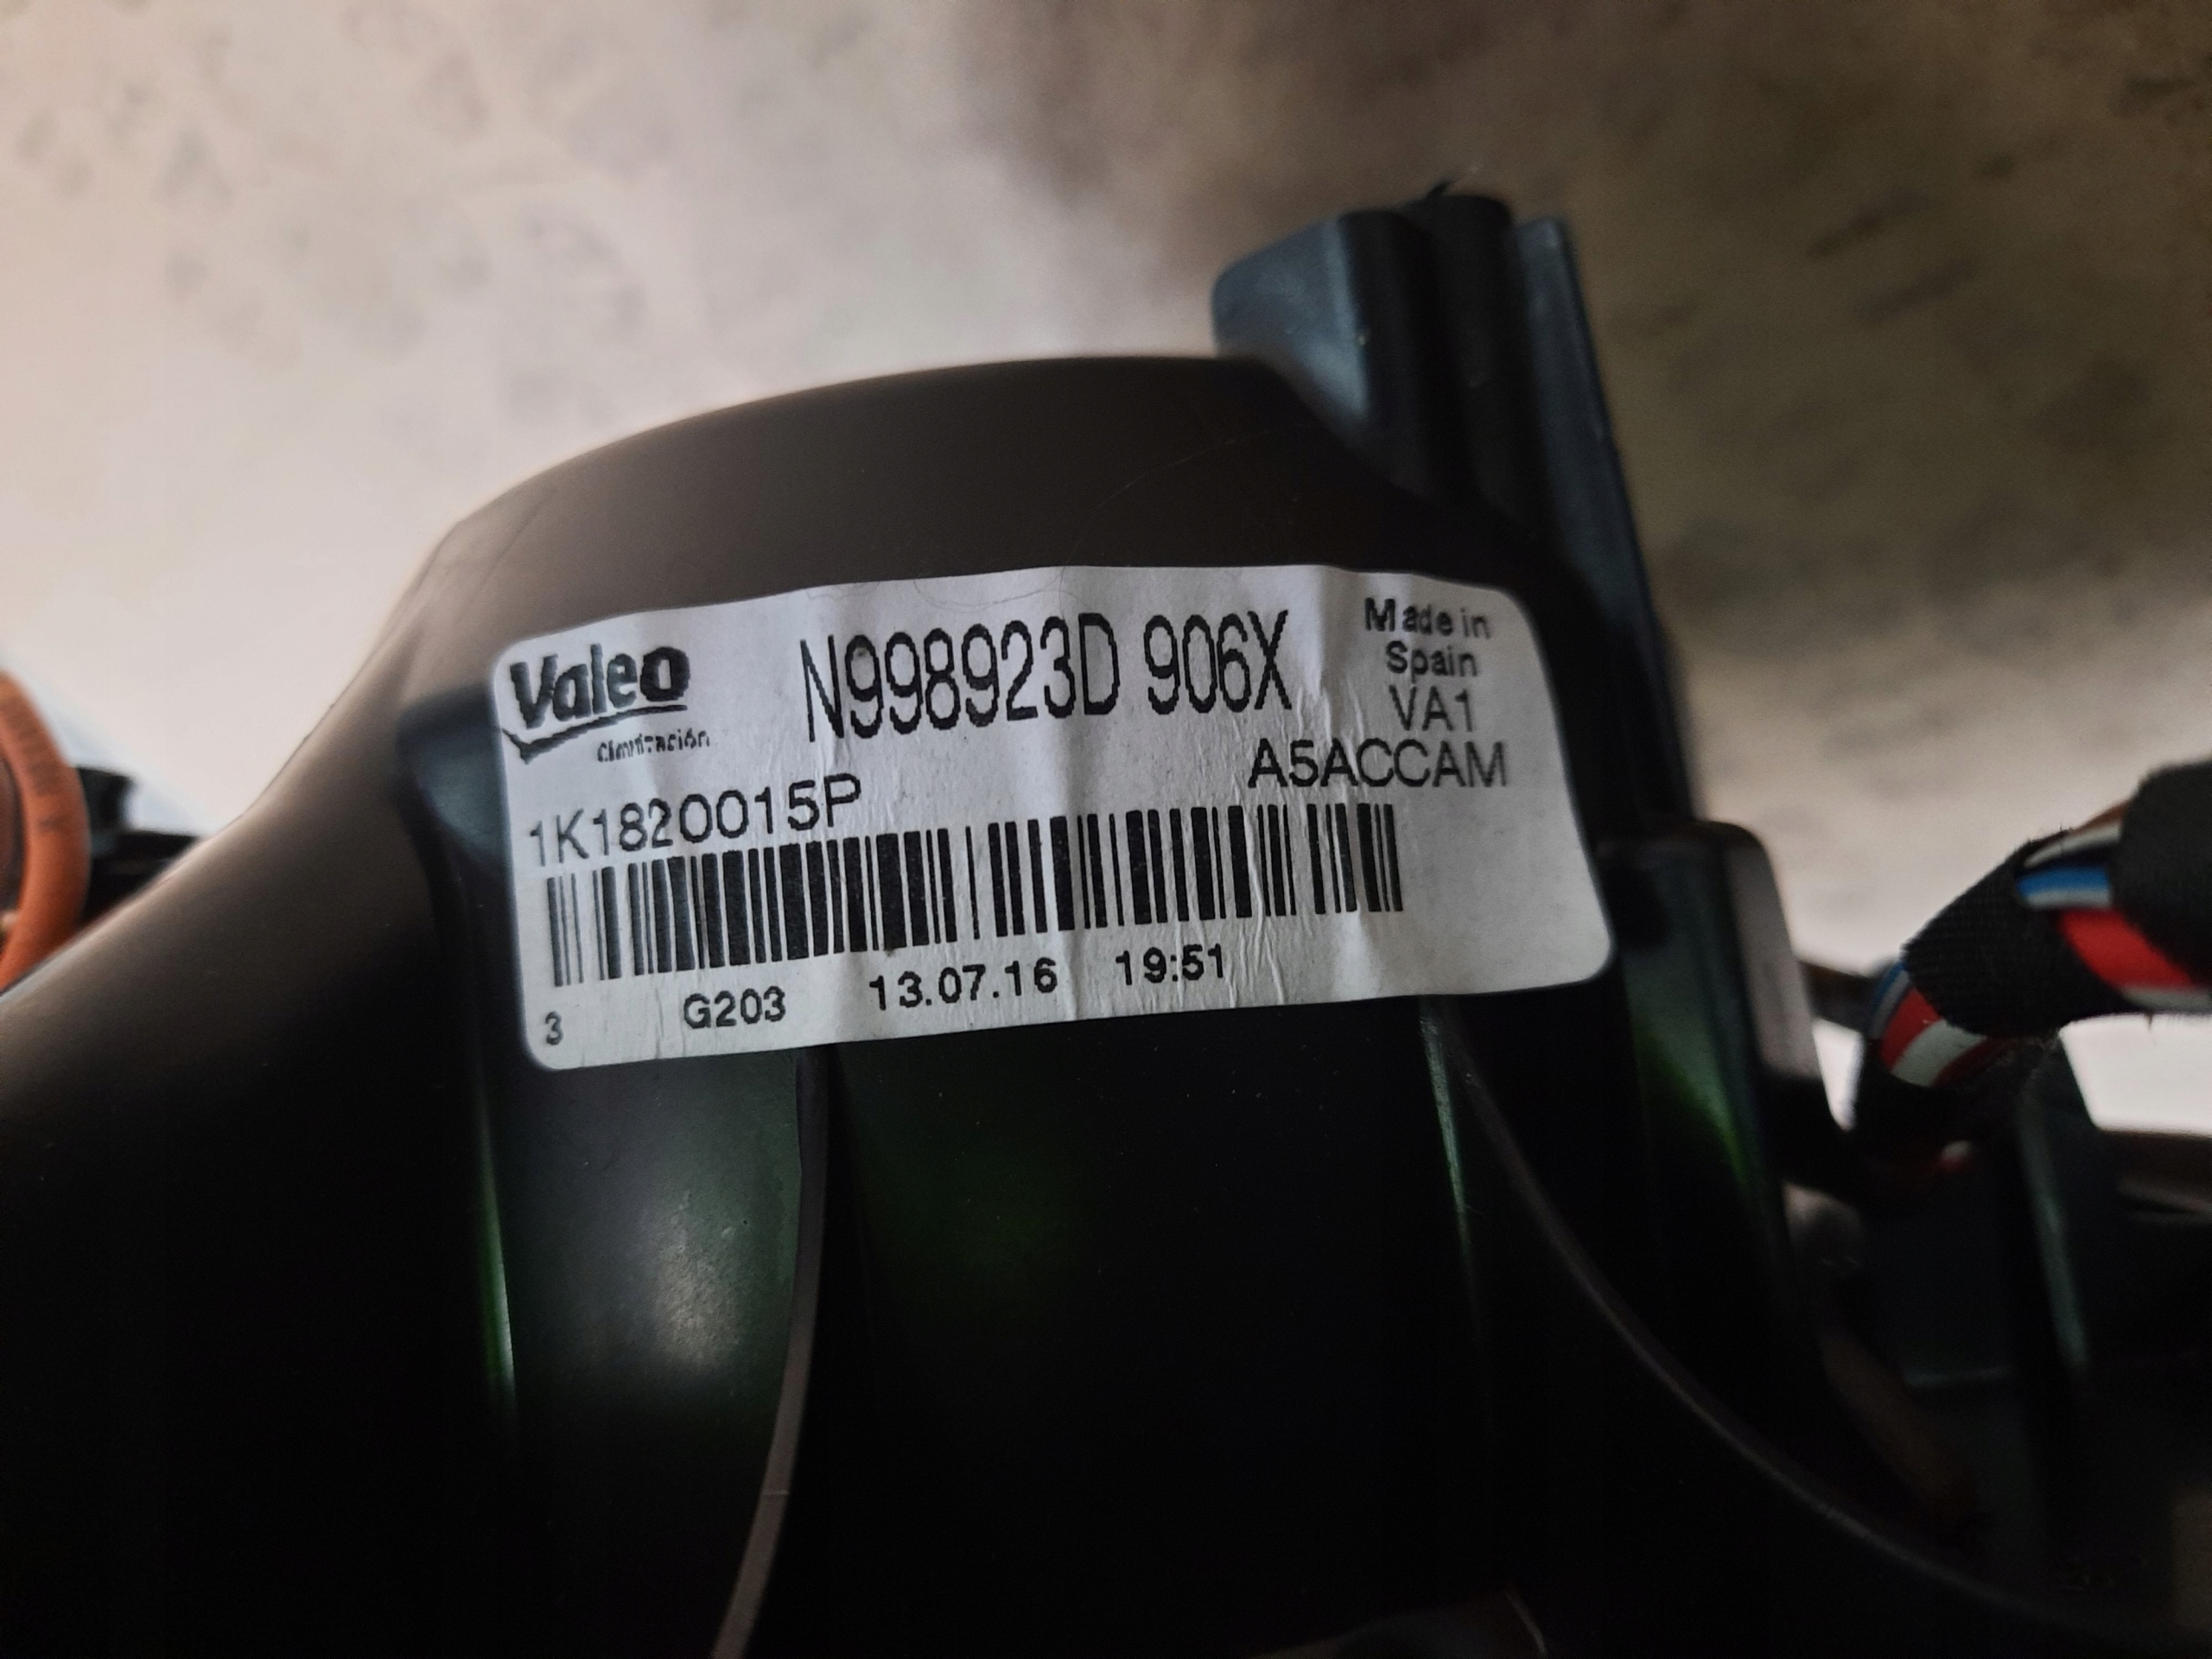 Valeo
Climatización
N998923D 906X
Made in
Spain
VA1
A5ACCAM
1K1820015P
3 G203 13.07.16 19:51